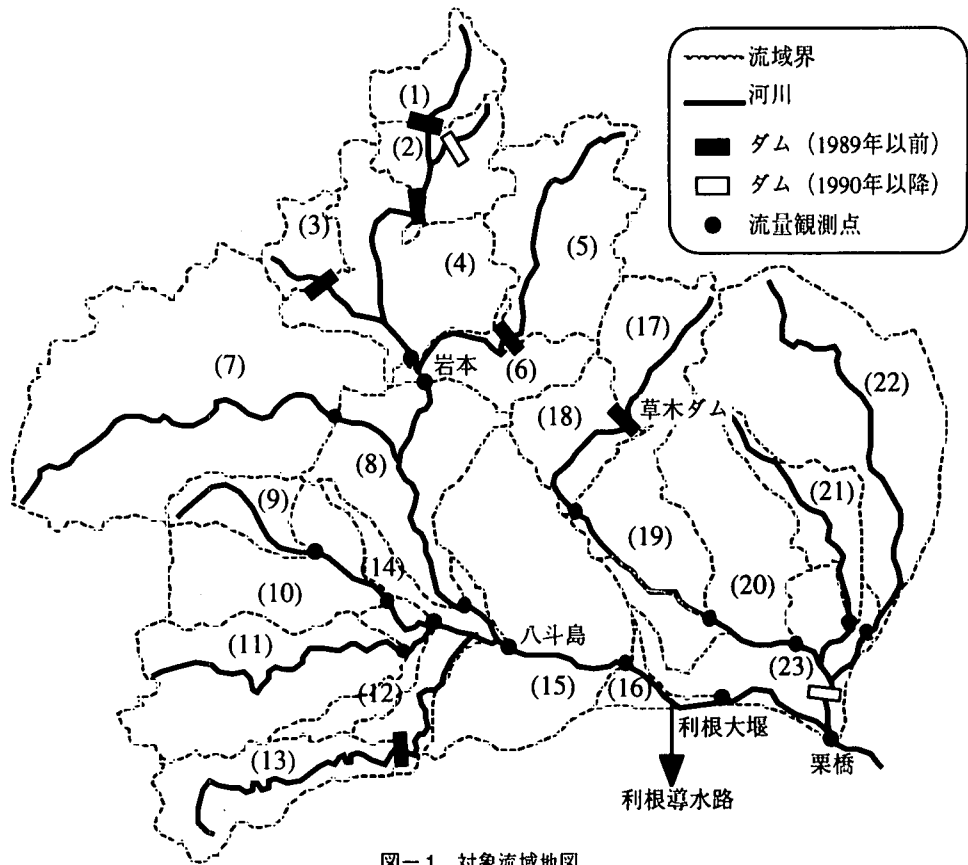 流域界
河川
ダム (1989年以前)
ダム (1990年以降)
流量観測点
(1)
(2)
(3)
(4)
(5)
(6)
岩本
(7)
(17)
(18)
草木ダム
(22)
(8)
(9)
(21)
(19)
(14)
(20)
(10)
八斗島
(11)
(15)
(16)
(23)
(12)
利根大堰
(13)
栗橋
利根導水路
図-1 対象流域地図